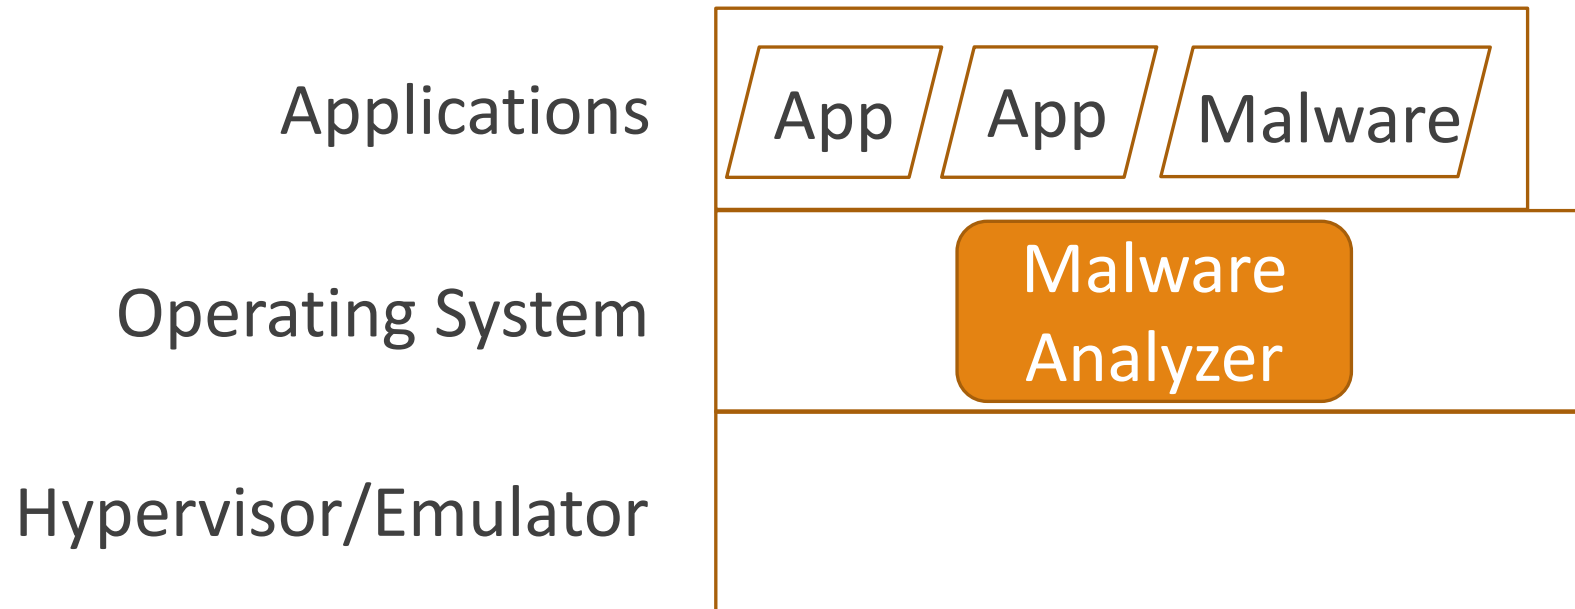 Applications
App
App
Malware
Operating System
Malware
Analyzer
Hypervisor/Emulator